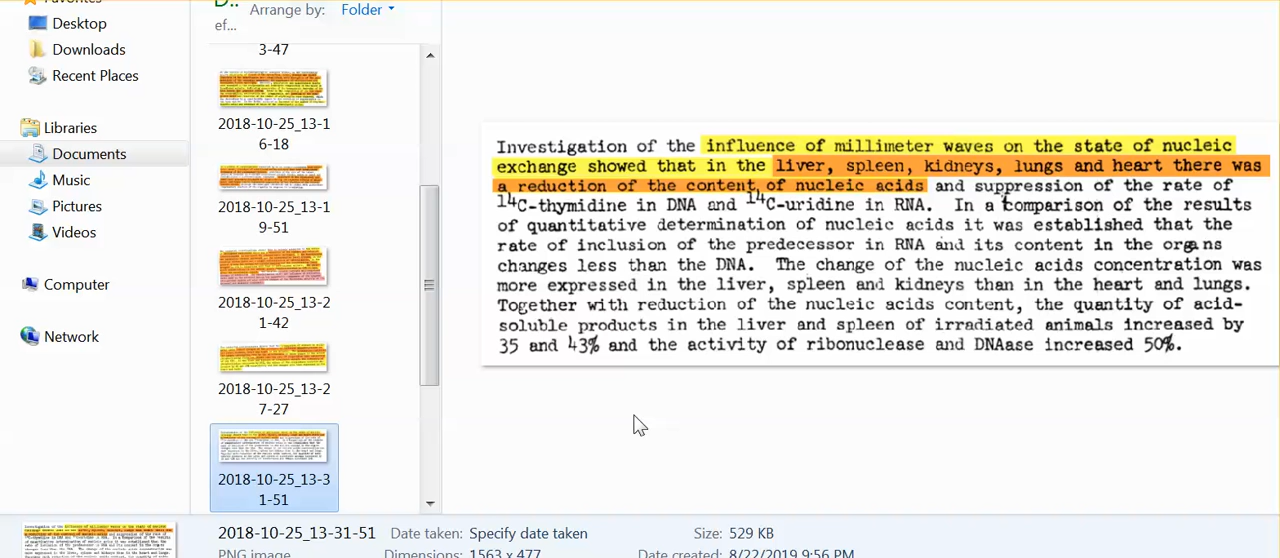 Favorites
Desktop
Downloads
Recent Places
Libraries
Documents
Music
Pictures
Videos
Computer
Network
D..
ef...
Arrange by: Folder
3-47
2018-10-25_13-1
6-18
2018-10-25_13-1
9-51
2018-10-25_13-2
1-42
2018-10-25_13-2
7-27
2018-10-25_13-3
1-51
Investigation of the influence of millimeter waves on the state of nucleic
exchange showed that in the liver, spleen, kidneys, lungs and heart there was
a reduction of the content of nucleic acids and suppression of the rate of
14C-thymidine in DNA and 14C-uridine in RNA. In a comparison of the results
of quantitative determination of nucleic acids it was established that the
rate of inclusion of the predecessor in RNA and its content in the organs
changes less than the DNA. The change of the nucleic acids concentration was
more expressed in the liver, spleen and kidneys than in the heart and lungs.
Together with reduction of the nucleic acids content, the quantity of acid-
soluble products in the liver and spleen of irradiated animals increased by
35 and 43% and the activity of ribonuclease and DNAase increased 50%.
2018-10-25_13-31-51 Date taken: Specify date taken Size: 529 KB
PNG image Dimensions: 1563 x 477 Date created: 8/22/2019 9:56 PM